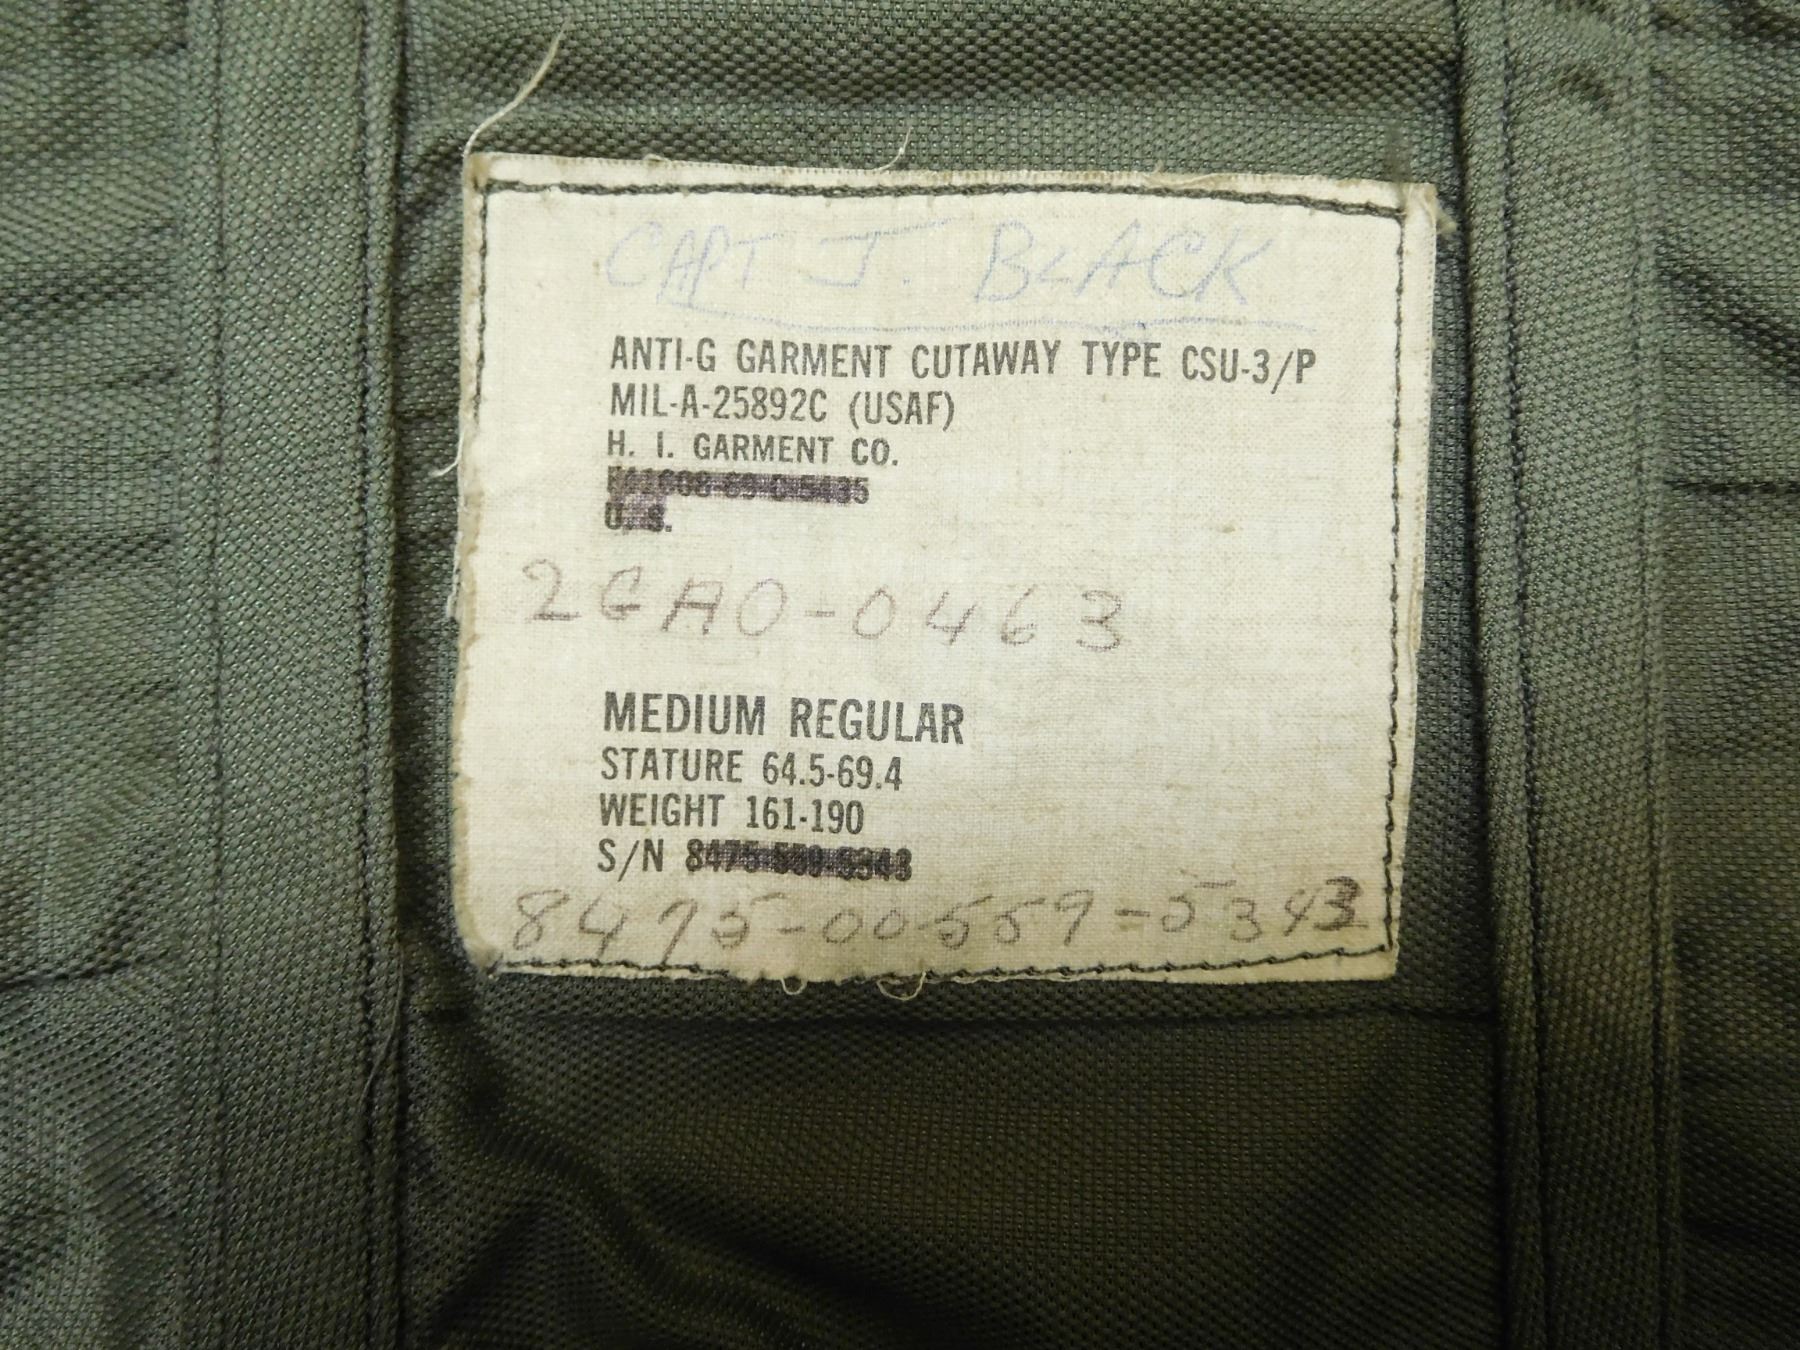 CAPT J. BLACK
ANTI-G GARMENT CUTAWAY TYPE CSU-3/P
MIL-A-25892C (USAF)
H. I. GARMENT CO.
U. S.
2GAO-0463
MEDIUM REGULAR
STATURE 64.5-69.4
WEIGHT 161-190
S/N 8475-559-5343
8475-00-559-5343